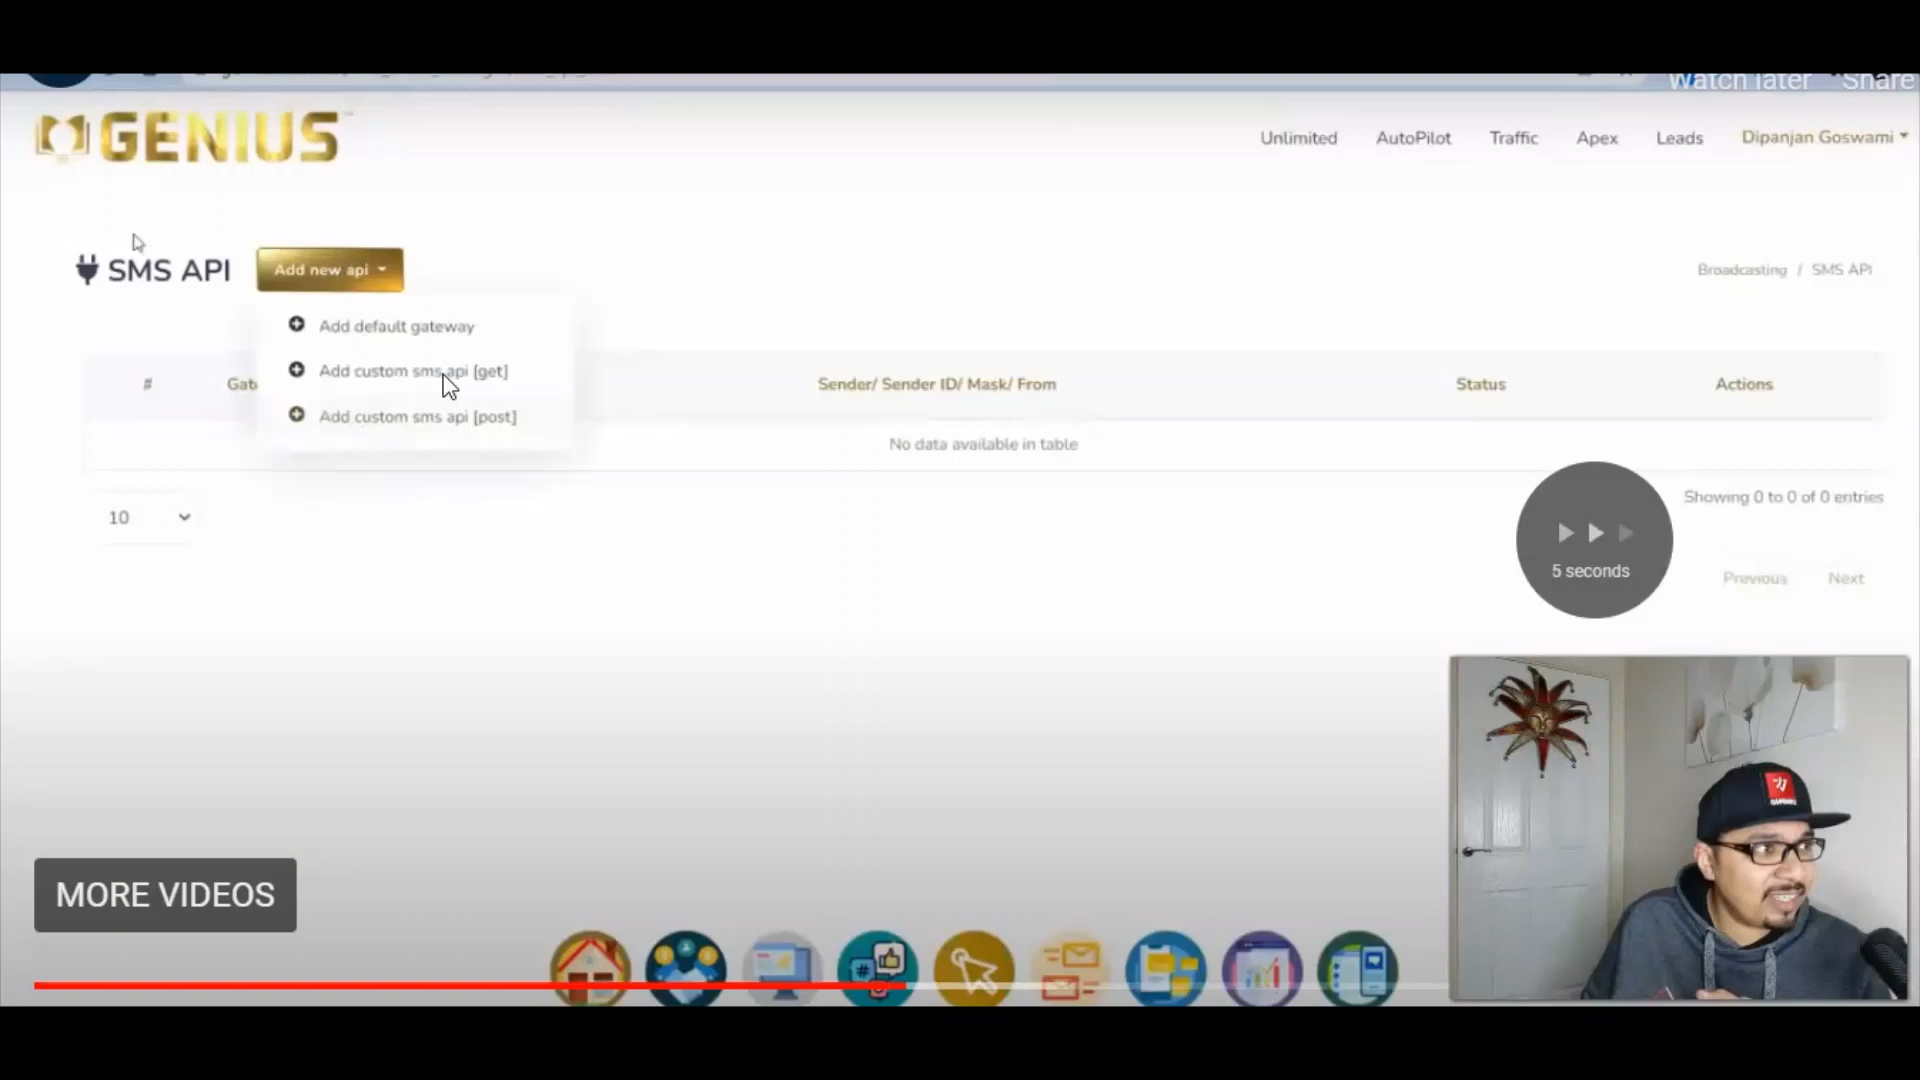 Watch later Share
GENIUS
Unlimited AutoPilot Traffic Apex Leads Dipanjan Goswami
SMS API
Add new api
Broadcasting / SMS API
Add default gateway
Add custom sms api [get]
Add custom sms api [post]
# Sender/ Sender ID/ Mask/ From Status Actions
No data available in table
10
Showing 0 to 0 of 0 entries
5 seconds
Previous Next
MORE VIDEOS